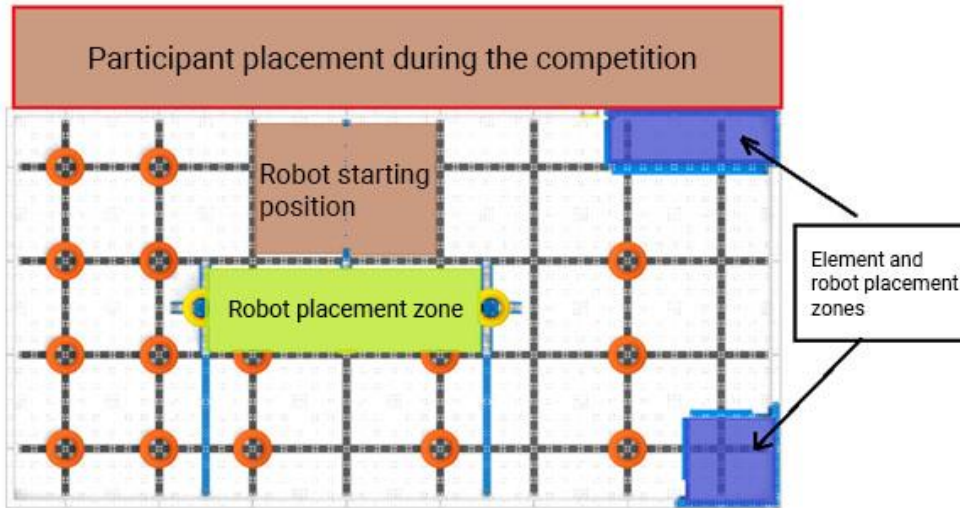 Participant placement during the competition
Robot starting
position
Element and
robot placement
zones
Robot placement zone